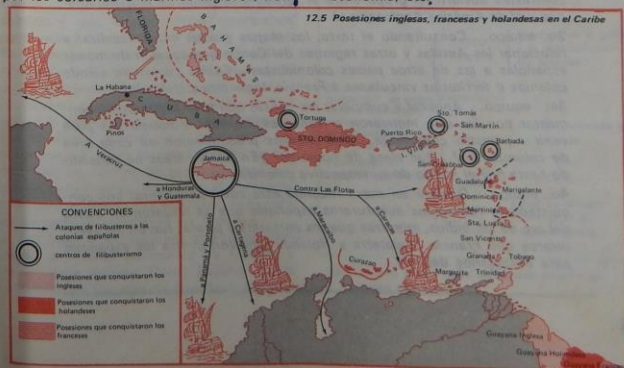 12.5 Posesiones inglesas, francesas y holandesas en el Caribe
FLORIDA
BAHAMAS
La Habana
CUBA
Pinos
Tortuga
STO. DOMINGO
Puerto Rico
Sto. Tomás
San Martín
Barbada
San Cristóbal
Guadalupe
Marigalante
Dominica
Martinica
Sta. Lucía
San Vicente
Granada
Tobago
Trinidad
Margarita
Curazao
Jamaica
A Veracruz
a Honduras
y Guatemala
Contra Las Flotas
a Panamá y Portobelo
a Cartagena
a Maracaibo
a Curazao
CONVENCIONES
Ataques de filibusteros a las
colonias españolas
centros de filibusterismo
Posesiones que conquistaron los
ingleses
Posesiones que conquistaron los
holandeses
Posesiones que conquistaron los
franceses
Guayana Inglesa
Guayana Holandesa